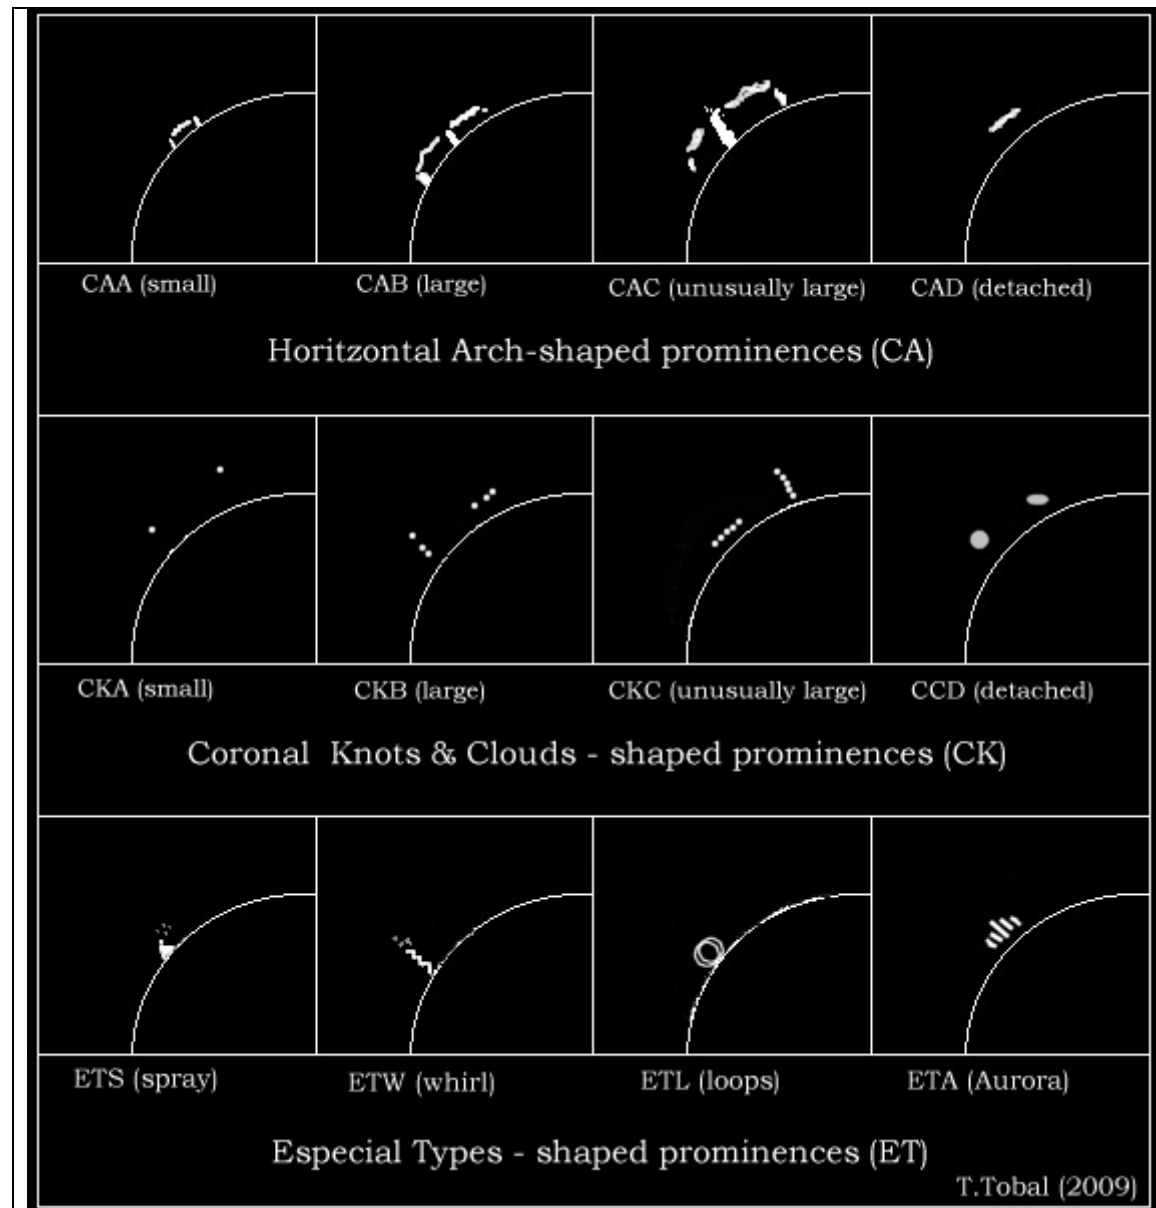 CAA (small) CAB (large) CAC (unusually large) CAD (detached)
Horitzontal Arch-shaped prominences (CA)
CKA (small) CKB (large) CKC (unusually large) CCD (detached)
Coronal Knots & Clouds - shaped prominences (CK)
ETS (spray) ETW (whirl) ETL (loops) ETA (Aurora)
Especial Types - shaped prominences (ET)
T.Tobal (2009)